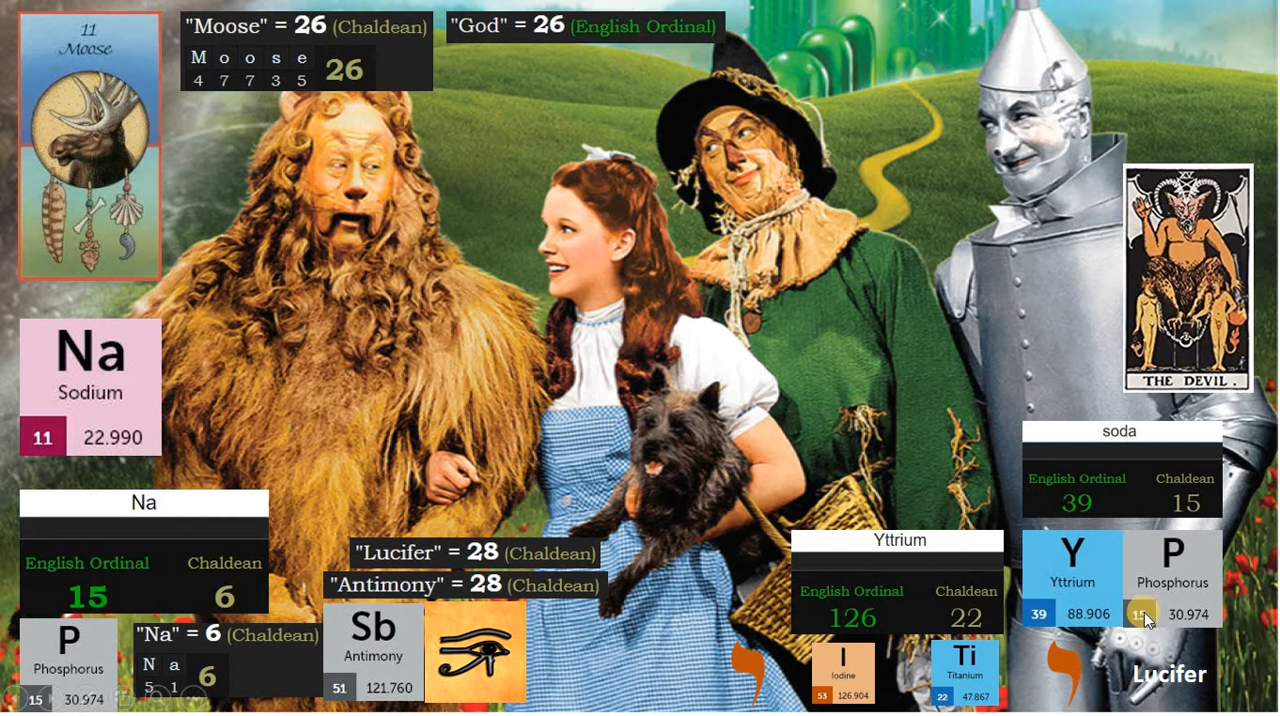 11
Moose
"Moose" = 26 (Chaldean)
M o o s e
4 7 7 3 5 26
"God" = 26 (English Ordinal)
XV
THE DEVIL.
Na
Sodium
11 22.990
Na
English Ordinal Chaldean
15 6
P
Phosphorus
15 30.974
"Na" = 6 (Chaldean)
N a
5 1 6
"Lucifer" = 28 (Chaldean)
"Antimony" = 28 (Chaldean)
Sb
Antimony
51 121.760
Yttrium
English Ordinal Chaldean
126 22
י
I
Iodine
53 126.904
Ti
Titanium
22 47.867
soda
English Ordinal Chaldean
39 15
Y
Yttrium
39 88.906
P
Phosphorus
15 30.974
י
Lucifer